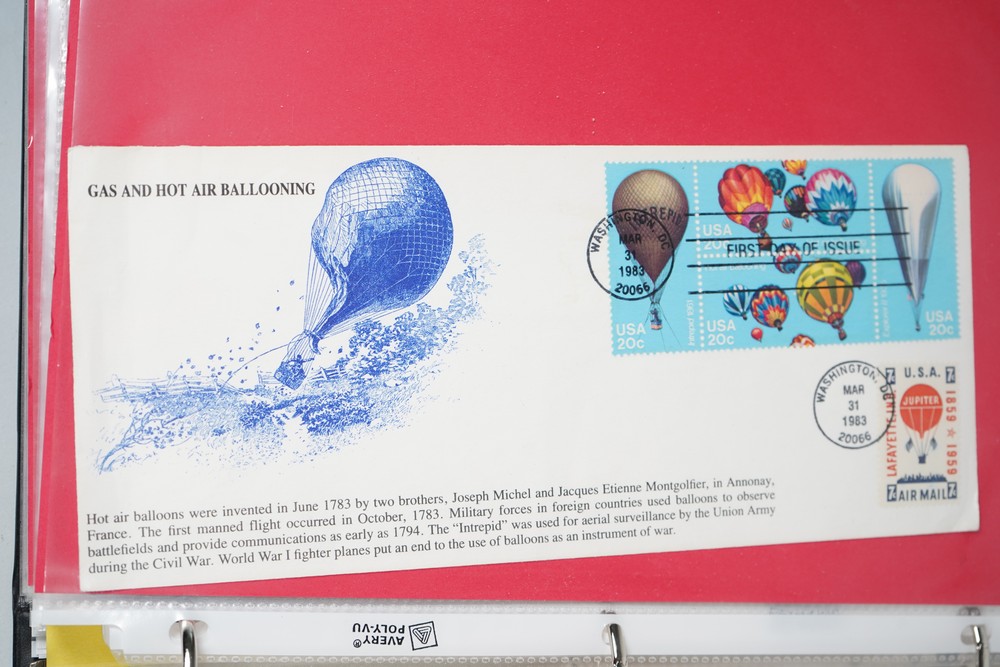 GAS AND HOT AIR BALLOONING
INTREPID
USA
20c
Intrepid 1861
USA
20c
USA
20c
USA
20c
WASHINGTON, DC
MAR
31
1983
20066
FIRST DAY OF ISSUE
WASHINGTON, DC
MAR
31
1983
20066
U.S.A.
LAFAYETTE, IND.
JUPITER
1859 ★ 1959
7¢ AIR MAIL 7¢
Hot air balloons were invented in June 1783 by two brothers, Joseph Michel and Jacques Etienne Montgolfier, in Annonay,
France. The first manned flight occurred in October, 1783. Military forces in foreign countries used balloons to observe
battlefields and provide communications as early as 1794. The “Intrepid” was used for aerial surveillance by the Union Army
during the Civil War. World War I fighter planes put an end to the use of balloons as an instrument of war.
AVERY®
POLY-VU